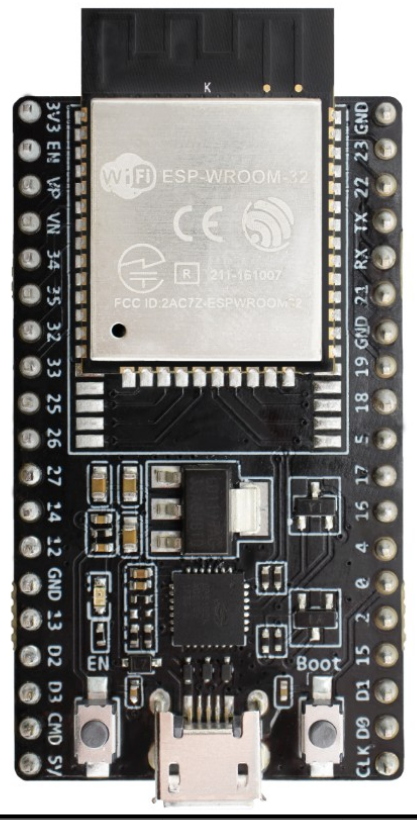 K
WiFi ESP-WROOM-32
CE
R 211-161007
FCC ID:2AC7Z-ESPWROOM32
3V3
EN
VP
VN
34
35
32
33
25
26
27
14
12
GND
13
D2
D3
CMD
5V
GND
23
22
TX
RX
21
GND
19
18
5
17
16
4
0
2
15
D1
D0
CLK
EN
Boot